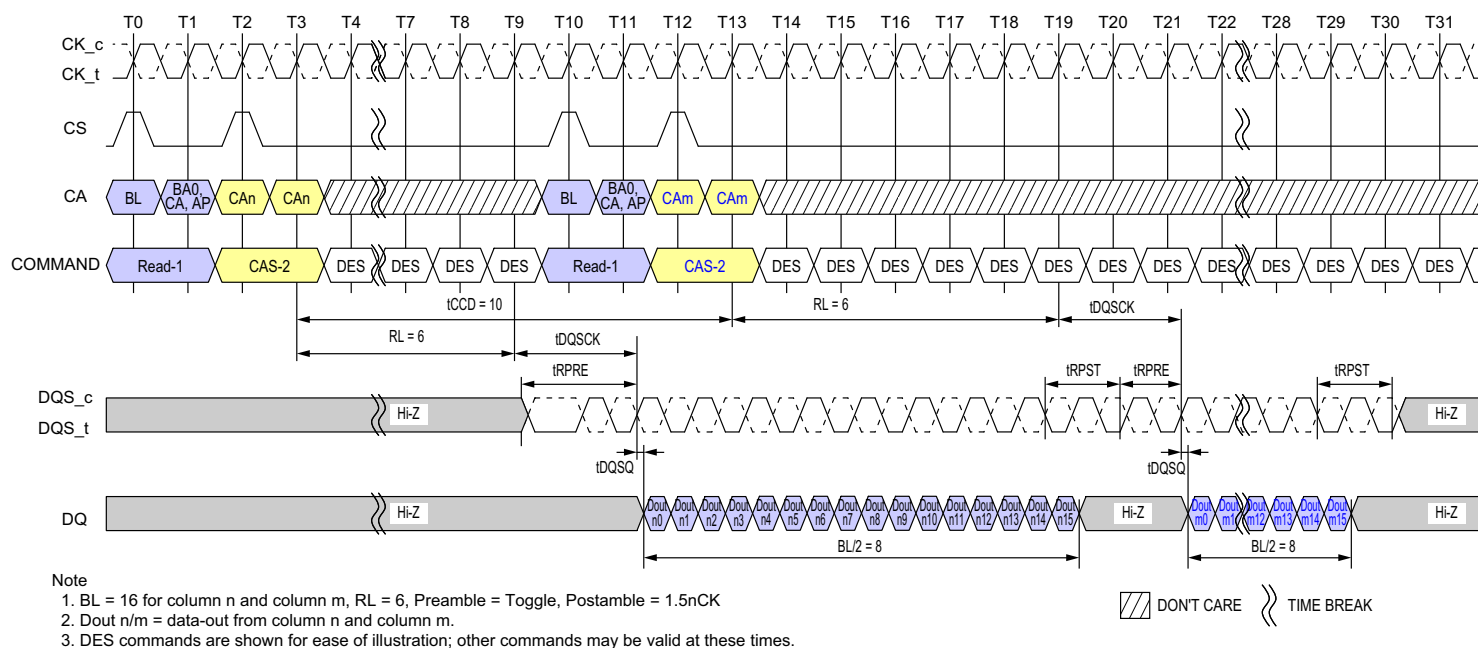 T0 T1 T2 T3 T4 T7 T8 T9 T10 T11 T12 T13 T14 T15 T16 T17 T18 T19 T20 T21 T22 T28 T29 T30 T31
CK_c
CK_t
CS
CA BL BA0, CA, AP CAn CAn BL BA0, CA, AP CAm CAm
COMMAND Read-1 CAS-2 DES DES DES DES Read-1 CAS-2 DES DES DES DES DES DES DES DES DES DES DES DES DES
tCCD = 10 RL = 6 tDQSCK
RL = 6 tDQSCK
tRPRE tRPST tRPRE tRPST
DQS_c
DQS_t
Hi-Z Hi-Z
tDQSQ tDQSQ
DQ Hi-Z Dout n0 Dout n1 Dout n2 Dout n3 Dout n4 Dout n5 Dout n6 Dout n7 Dout n8 Dout n9 Dout n10 Dout n11 Dout n12 Dout n13 Dout n14 Dout n15 Hi-Z Dout m0 Dout m1 Dout m12 Dout m13 Dout m14 Dout m15 Hi-Z
BL/2 = 8 BL/2 = 8
Note
1. BL = 16 for column n and column m, RL = 6, Preamble = Toggle, Postamble = 1.5nCK
2. Dout n/m = data-out from column n and column m.
3. DES commands are shown for ease of illustration; other commands may be valid at these times.
DON'T CARE TIME BREAK